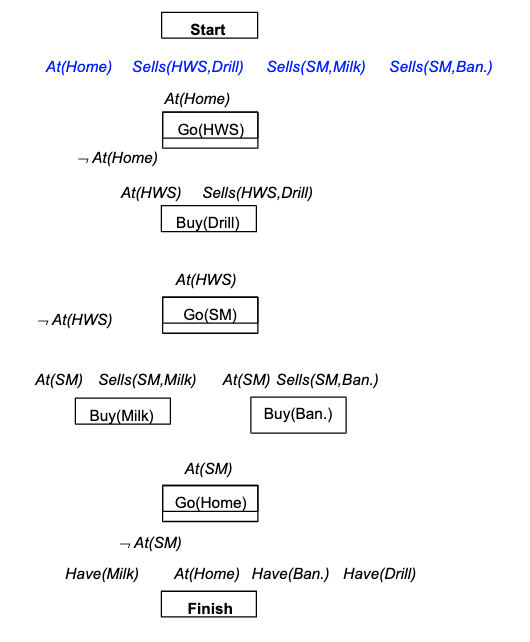 Start
At(Home) Sells(HWS,Drill) Sells(SM,Milk) Sells(SM,Ban.)
At(Home)
Go(HWS)
¬ At(Home)
At(HWS) Sells(HWS,Drill)
Buy(Drill)
At(HWS)
Go(SM)
¬ At(HWS)
At(SM) Sells(SM,Milk) At(SM) Sells(SM,Ban.)
Buy(Milk) Buy(Ban.)
At(SM)
Go(Home)
¬ At(SM)
Have(Milk) At(Home) Have(Ban.) Have(Drill)
Finish